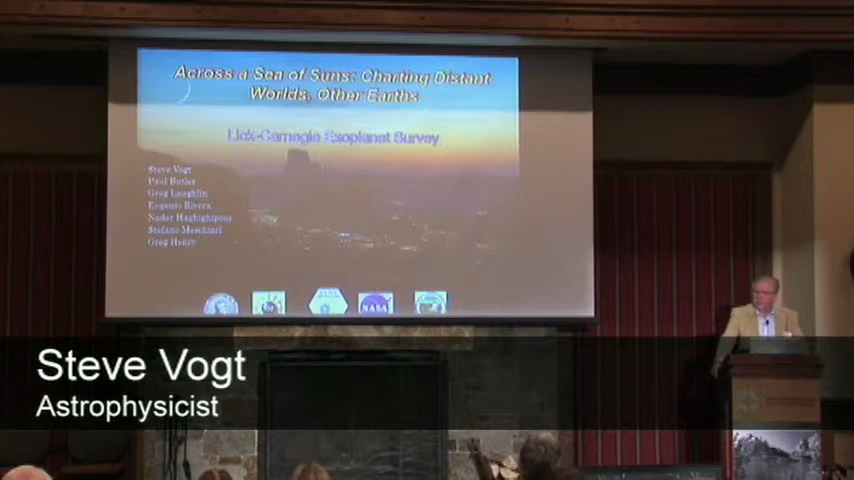 Across a Sea of Suns: Charting Distant
Worlds, Other Earths
Lick-Carnegie Exoplanet Survey
Steve Vogt
Paul Butler
Greg Laughlin
Eugenio Rivera
Nader Haghighipour
Stefano Meschiari
Greg Henry
NASA
Steve Vogt
Astrophysicist